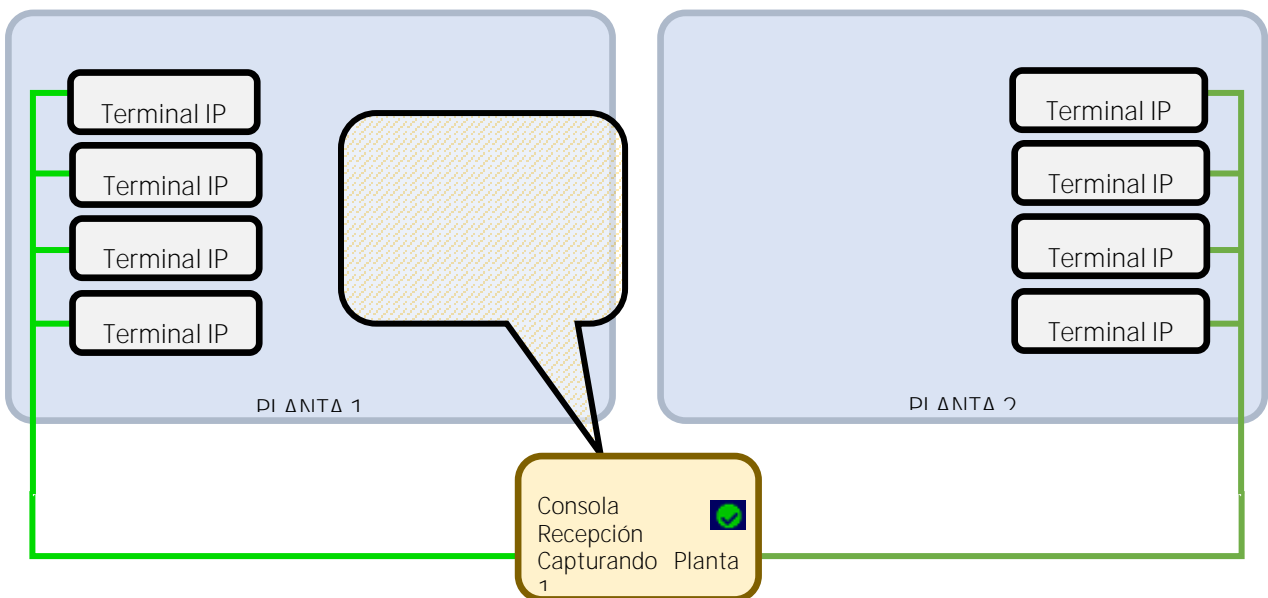 Terminal IP
Terminal IP
Terminal IP
Terminal IP
PLANTA 1
Terminal IP
Terminal IP
Terminal IP
Terminal IP
PLANTA 2
Consola
Recepción
Capturando Planta
1